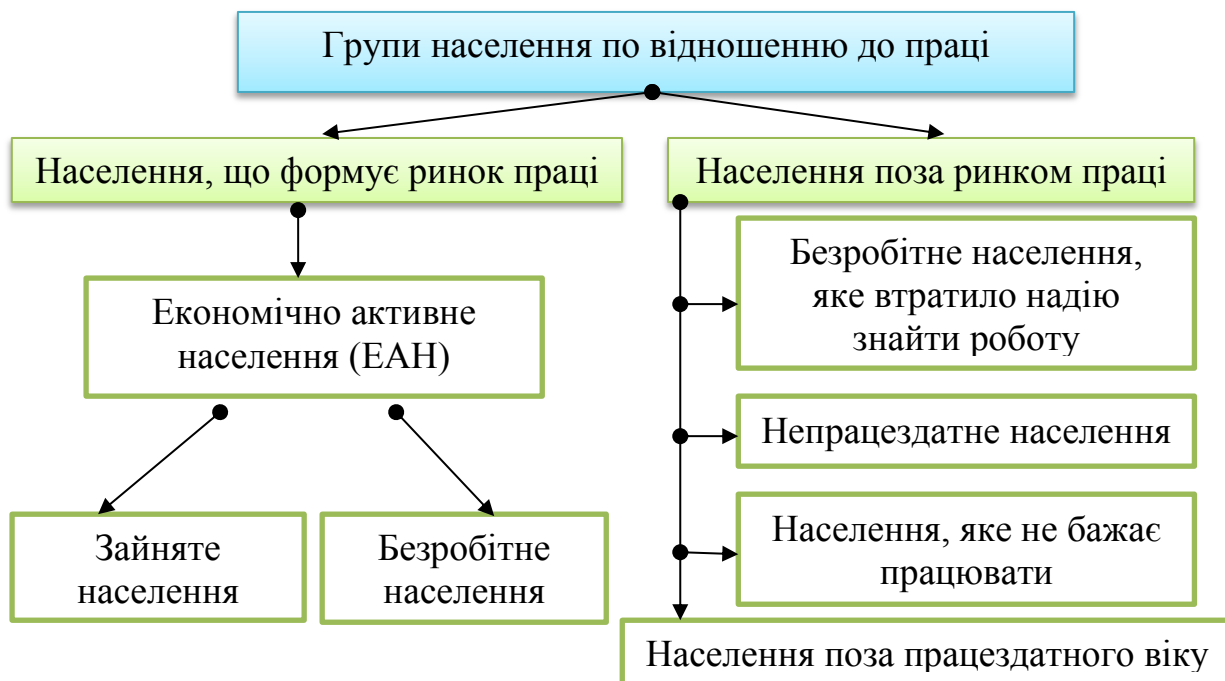 Групи населення по відношенню до праці
Населення, що формує ринок праці
Населення поза ринком праці
Економічно активне
населення (ЕАН)
Зайняте
населення
Безробітне
населення
Безробітне населення,
яке втратило надію
знайти роботу
Непрацездатне населення
Населення, яке не бажає
працювати
Населення поза працездатного віку